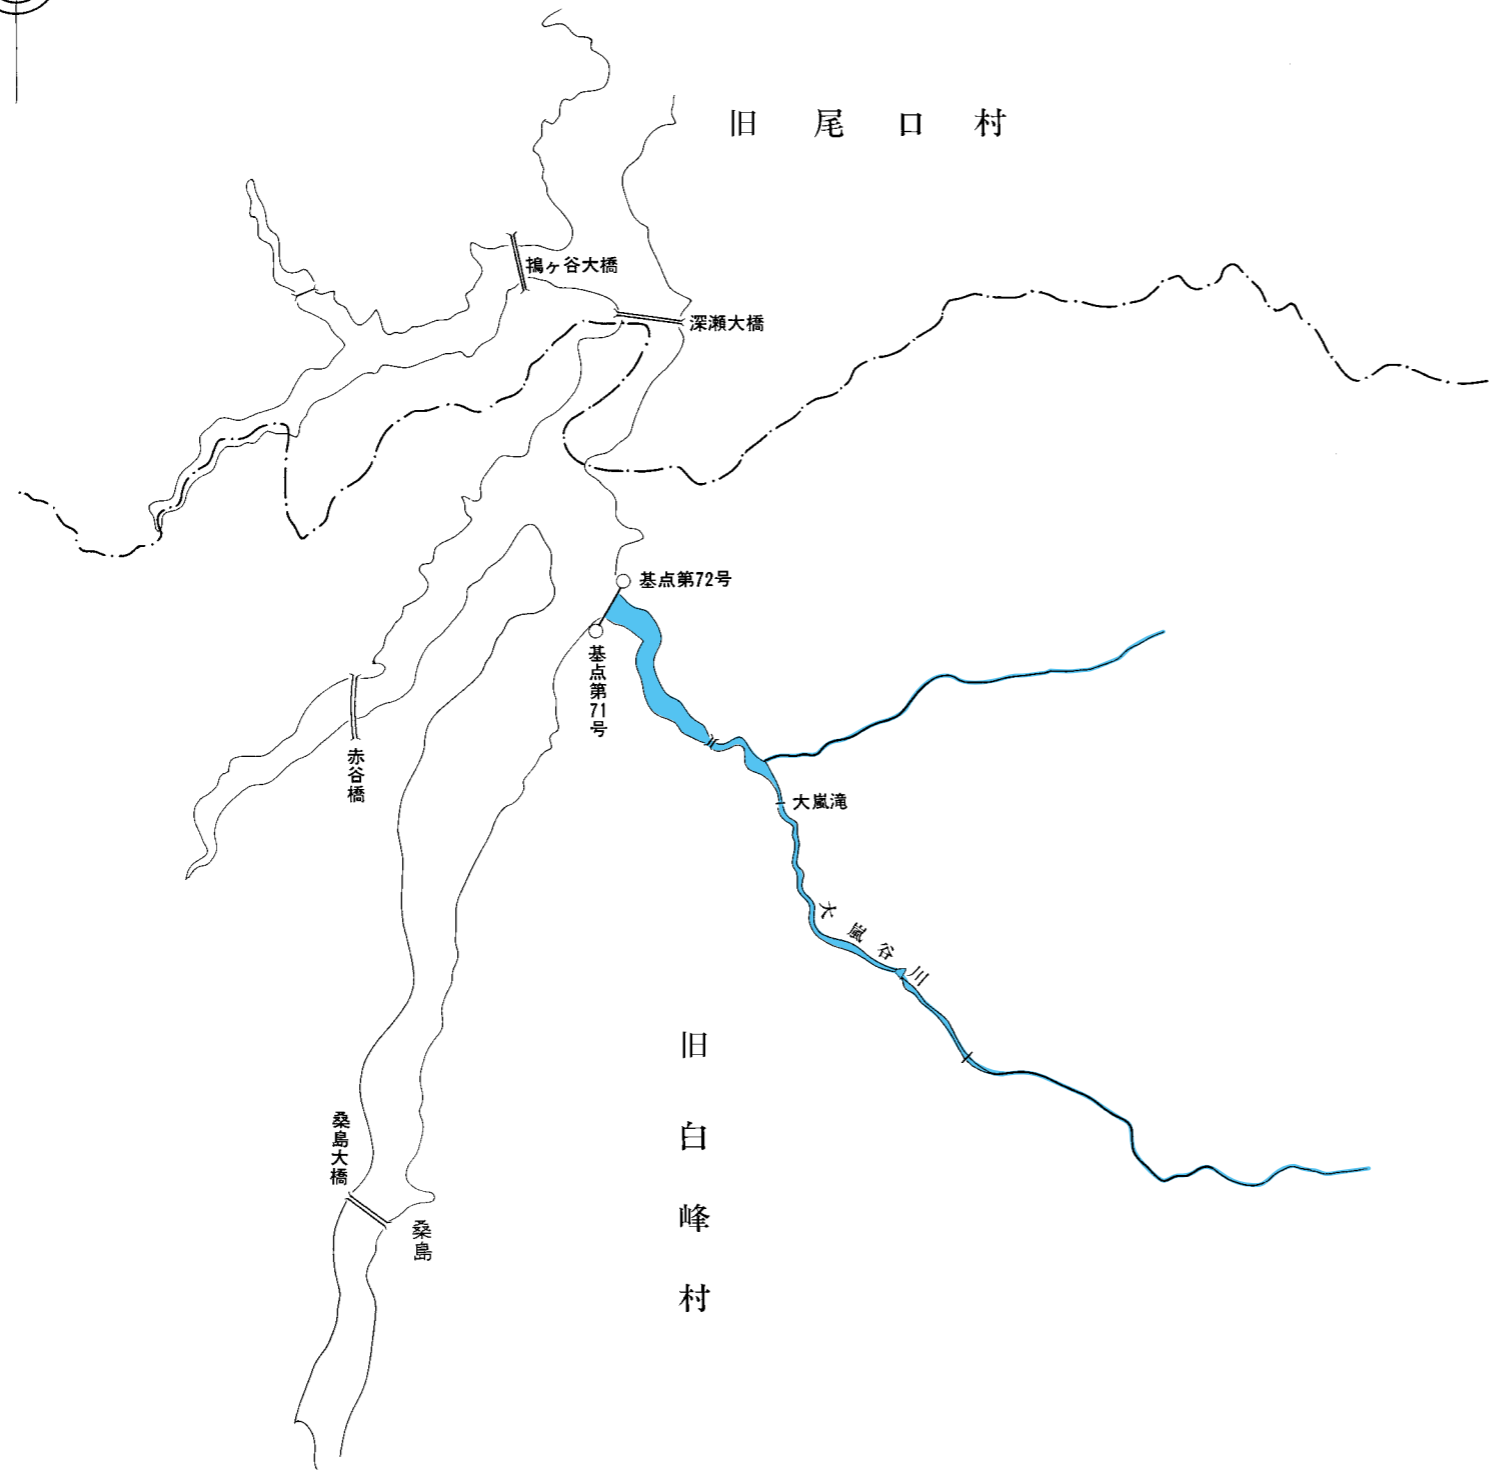 旧尾口村
鴇ヶ谷大橋
深瀬大橋
基点第72号
基点第71号
赤谷橋
大嵐滝
大嵐谷川
旧白峰村
桑島大橋
桑島